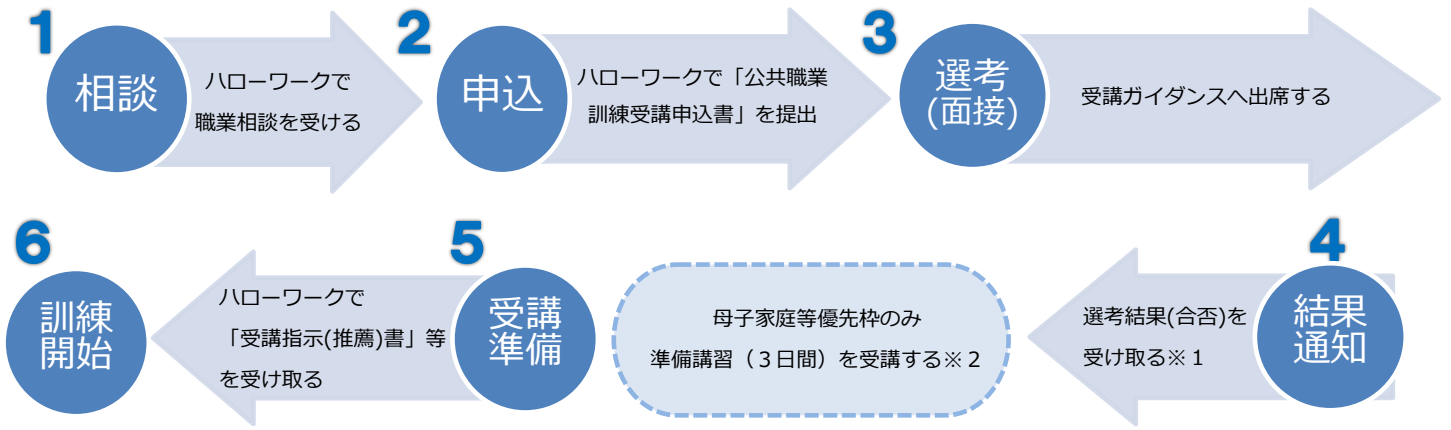 1
相談
ハローワークで
職業相談を受ける
2
申込
ハローワークで「公共職業
訓練受講申込書」を提出
3
選考
(面接)
受講ガイダンスへ出席する
4
結果
通知
選考結果(合否)を
受け取る※1
母子家庭等優先枠のみ
準備講習（３日間）を受講する※２
5
受講
準備
ハローワークで
「受講指示(推薦)書」等
を受け取る
6
訓練
開始